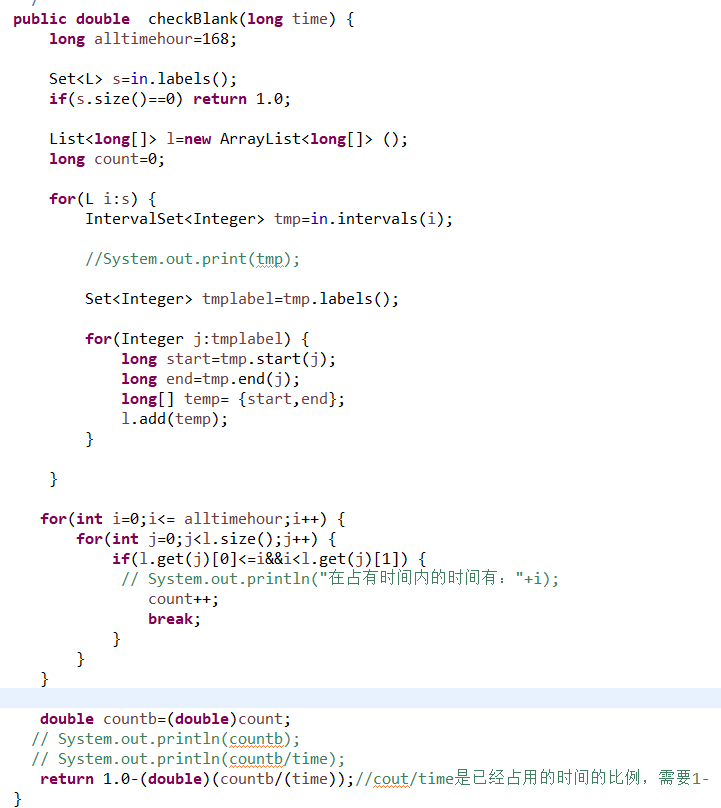 public double  checkBlank(long time) {
    long alltimehour=168;

    Set<L> s=in.labels();
    if(s.size()==0) return 1.0;

    List<long[]> l=new ArrayList<long[]> ();
    long count=0;

    for(L i:s) {
        IntervalSet<Integer> tmp=in.intervals(i);

        //System.out.print(tmp);

        Set<Integer> tmplabel=tmp.labels();

        for(Integer j:tmplabel) {
            long start=tmp.start(j);
            long end=tmp.end(j);
            long[] temp= {start,end};
            l.add(temp);
        }

    }

   for(int i=0;i<= alltimehour;i++) {
       for(int j=0;j<l.size();j++) {
           if(l.get(j)[0]<=i&&i<l.get(j)[1]) {
            // System.out.println("在占有时间内的时间有："+i);
               count++;
               break;
           }
       }
   }

   double countb=(double)count;
  // System.out.println(countb);
  // System.out.println(countb/time);
   return 1.0-(double)(countb/(time));//cout/time是已经占用的时间的比例，需要1-
}